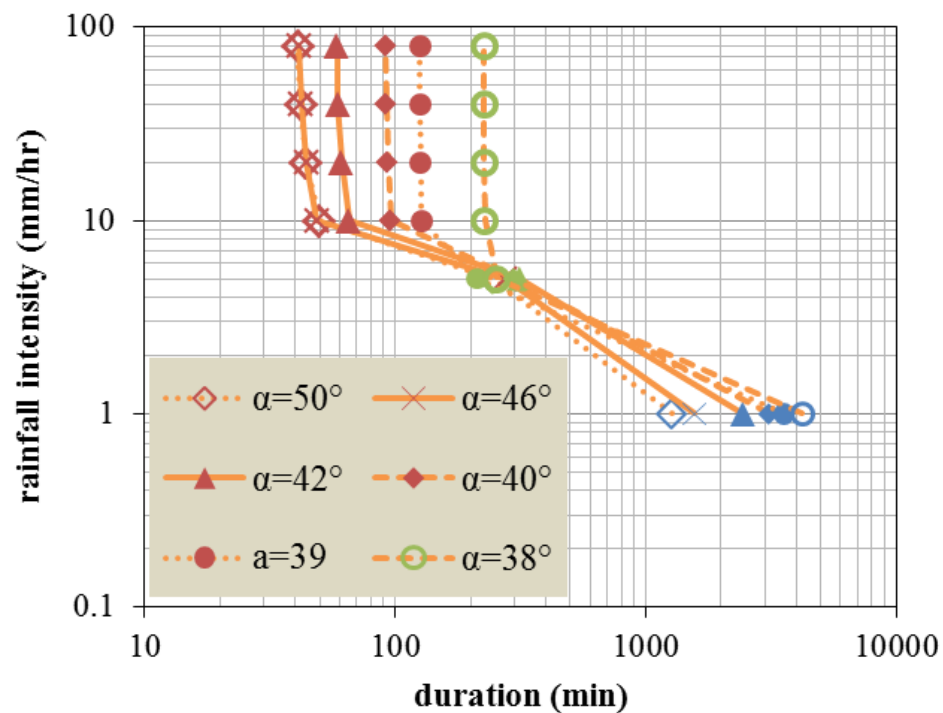 100
10
1
0.1
rainfall intensity (mm/hr)
α=50° α=46°
α=42° α=40°
a=39 α=38°
10 100 1000 10000
duration (min)